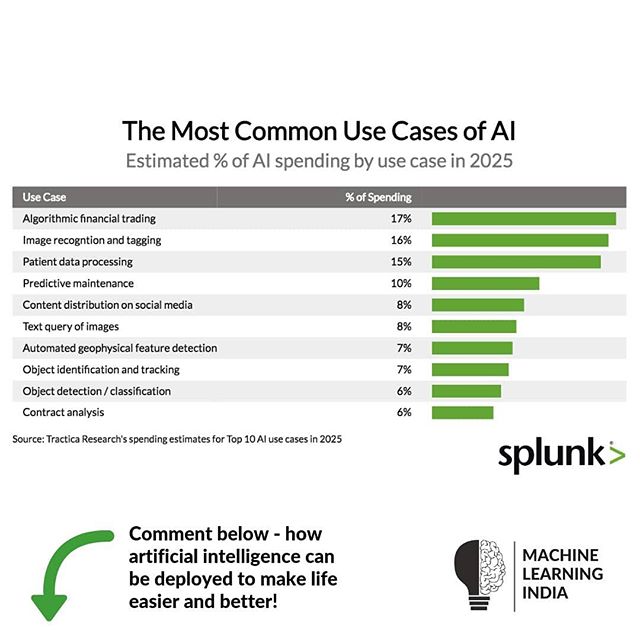 The Most Common Use Cases of AI
Estimated % of AI spending by use case in 2025
Use Case % of Spending
Algorithmic financial trading 17%
Image recogntion and tagging 16%
Patient data processing 15%
Predictive maintenance 10%
Content distribution on social media 8%
Text query of images 8%
Automated geophysical feature detection 7%
Object identification and tracking 7%
Object detection / classification 6%
Contract analysis 6%
Source: Tractica Research's spending estimates for Top 10 AI use cases in 2025
splunk>
Comment below - how
artificial intelligence can
be deployed to make life
easier and better!
MACHINE
LEARNING
INDIA